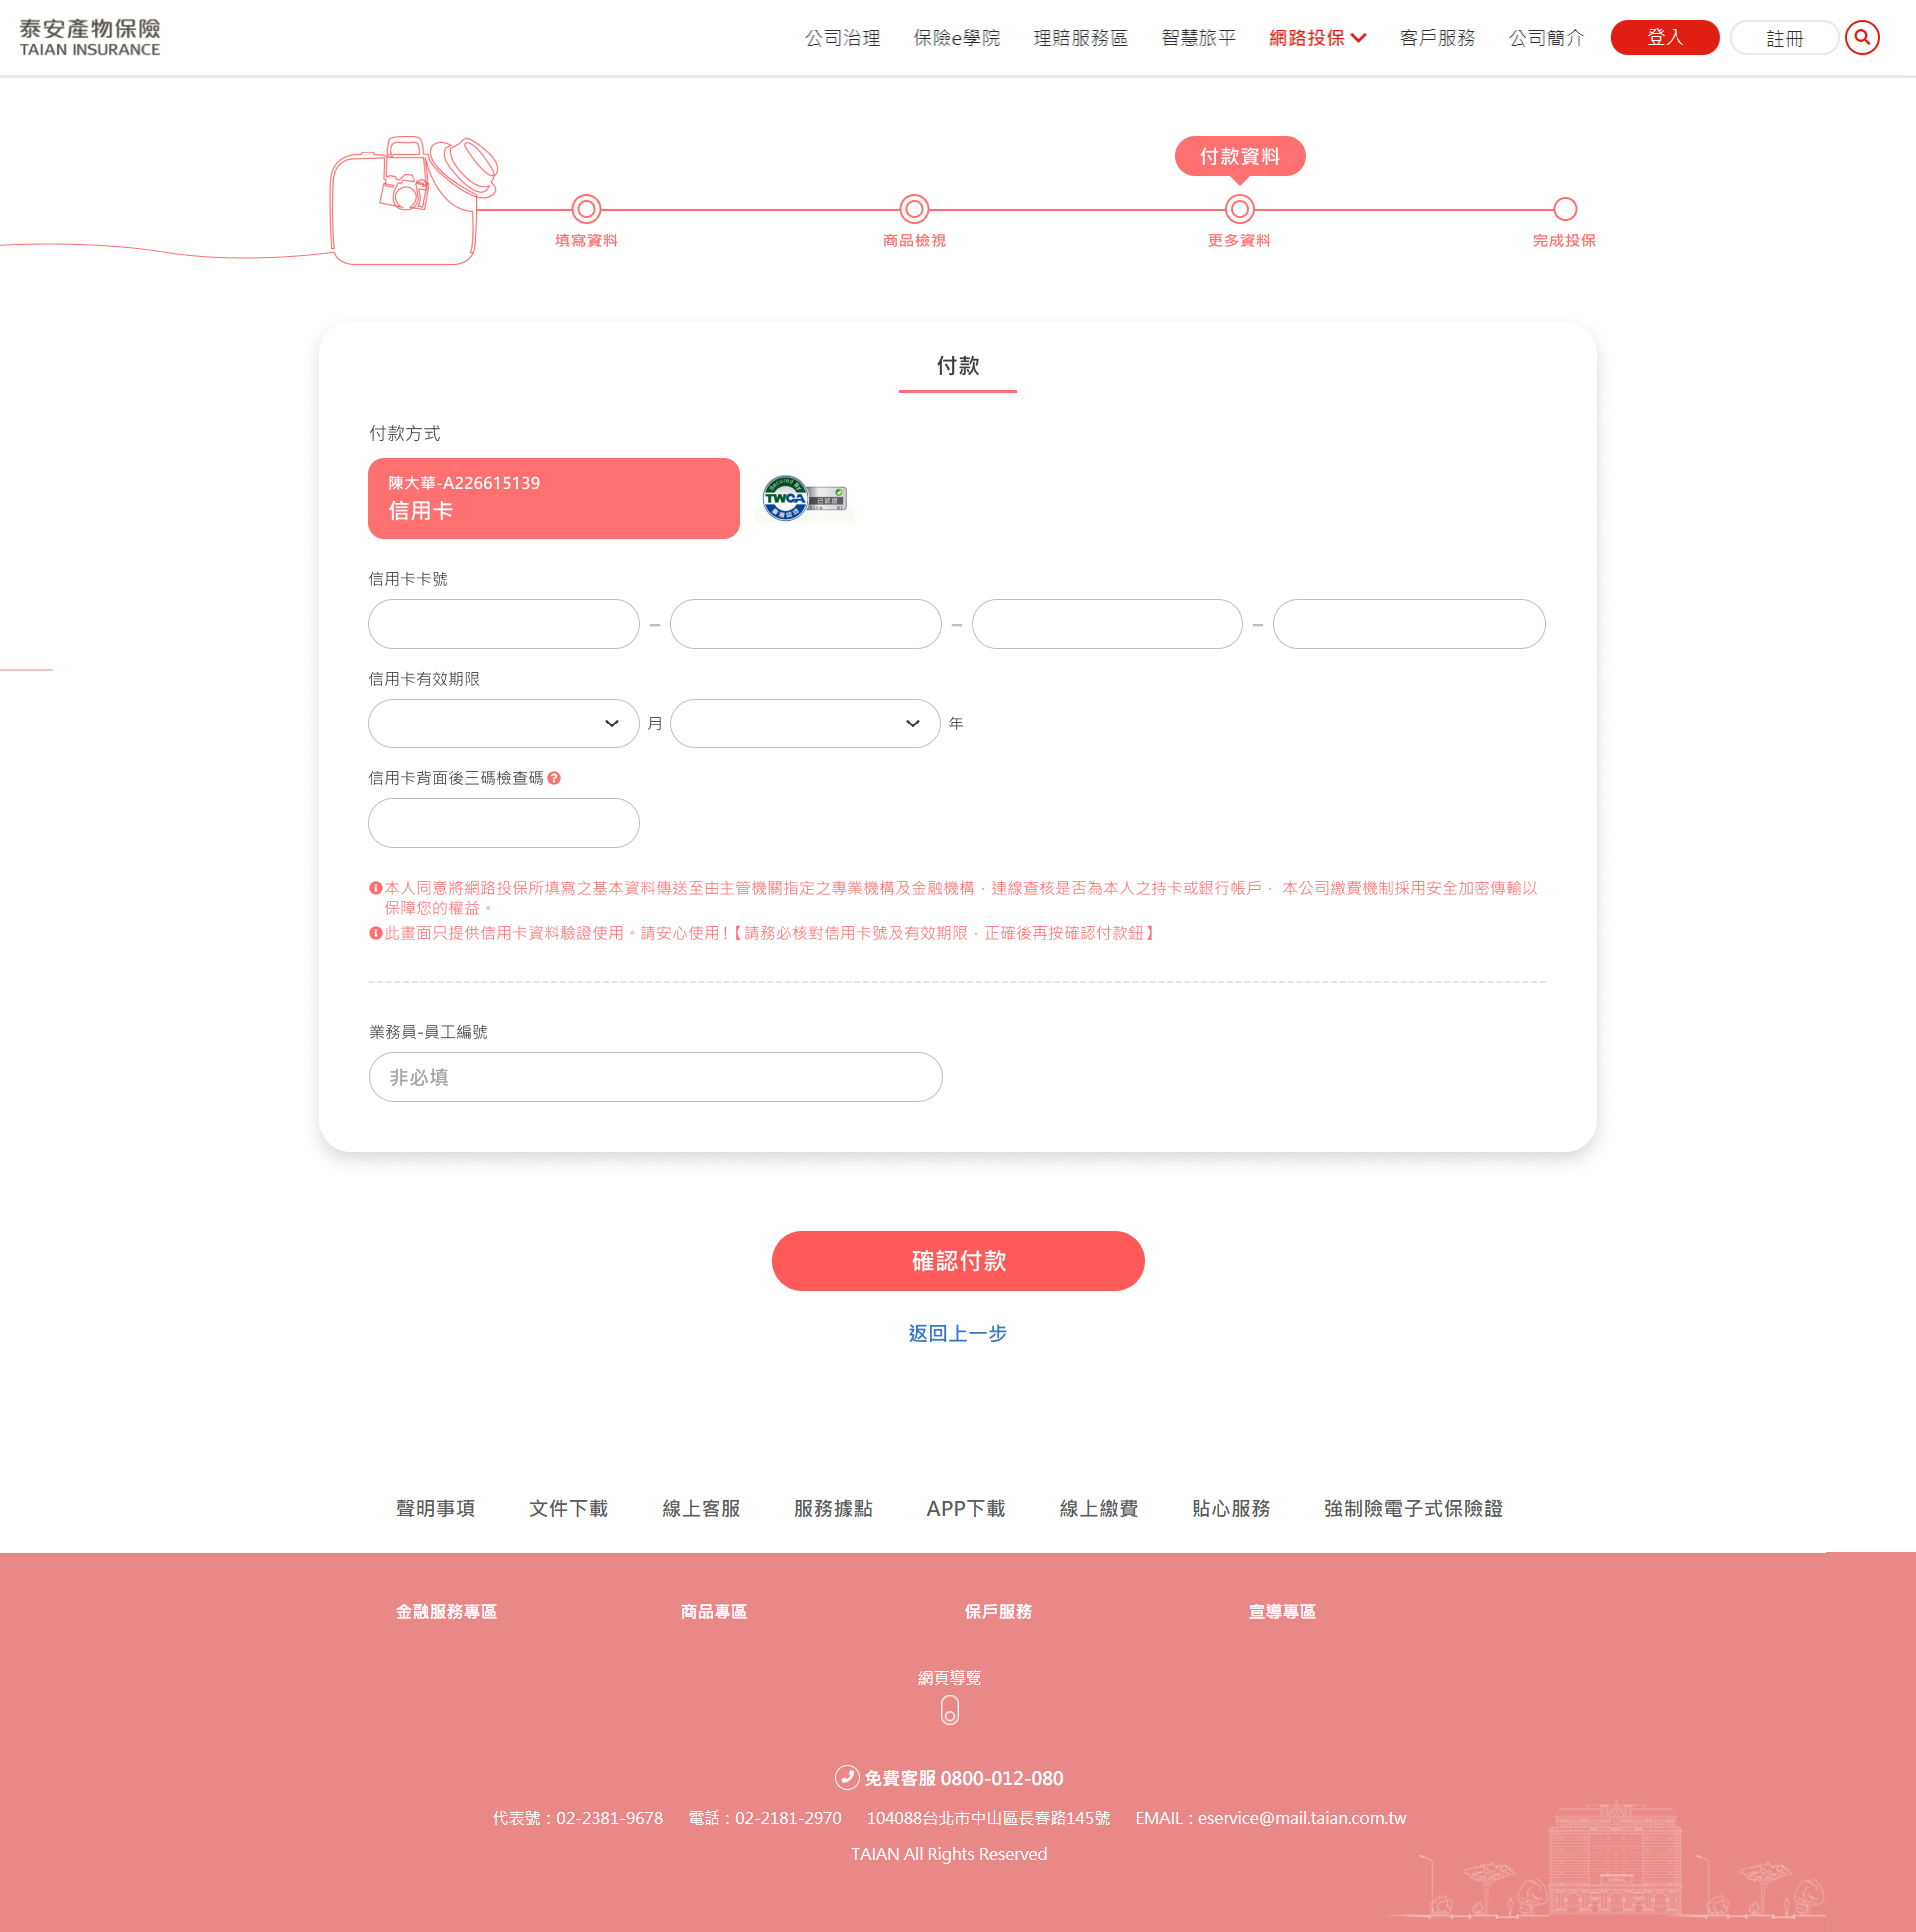 泰安產物保險
TAIAN INSURANCE
公司治理 保險e學院 理賠服務區 智慧旅平 網路投保 客戶服務 公司簡介 登入 註冊
付款資料
填寫資料 商品檢視 更多資料 完成投保
付款
付款方式
陳大華-A226615139
信用卡
Secured by
TWCA
信用卡卡號
信用卡有效期限
月 年
信用卡背面後三碼檢查碼
本人同意將網路投保所填寫之基本資料傳送至由主管機關指定之專業機構及金融機構，連線查核是否為本人之持卡或銀行帳戶， 本公司繳費機制採用安全加密傳輸以
保障您的權益。
此畫面只提供信用卡資料驗證使用。請安心使用！【請務必核對信用卡號及有效期限，正確後再按確認付款鈕】
業務員-員工編號
非必填
確認付款
返回上一步
聲明事項 文件下載 線上客服 服務據點 APP下載 線上繳費 貼心服務 強制險電子式保險證
金融服務專區 商品專區 保戶服務 宣導專區
網頁導覽
免費客服 0800-012-080
代表號：02-2381-9678 電話：02-2181-2970 104088台北市中山區長春路145號 EMAIL：eservice@mail.taian.com.tw
TAIAN All Rights Reserved